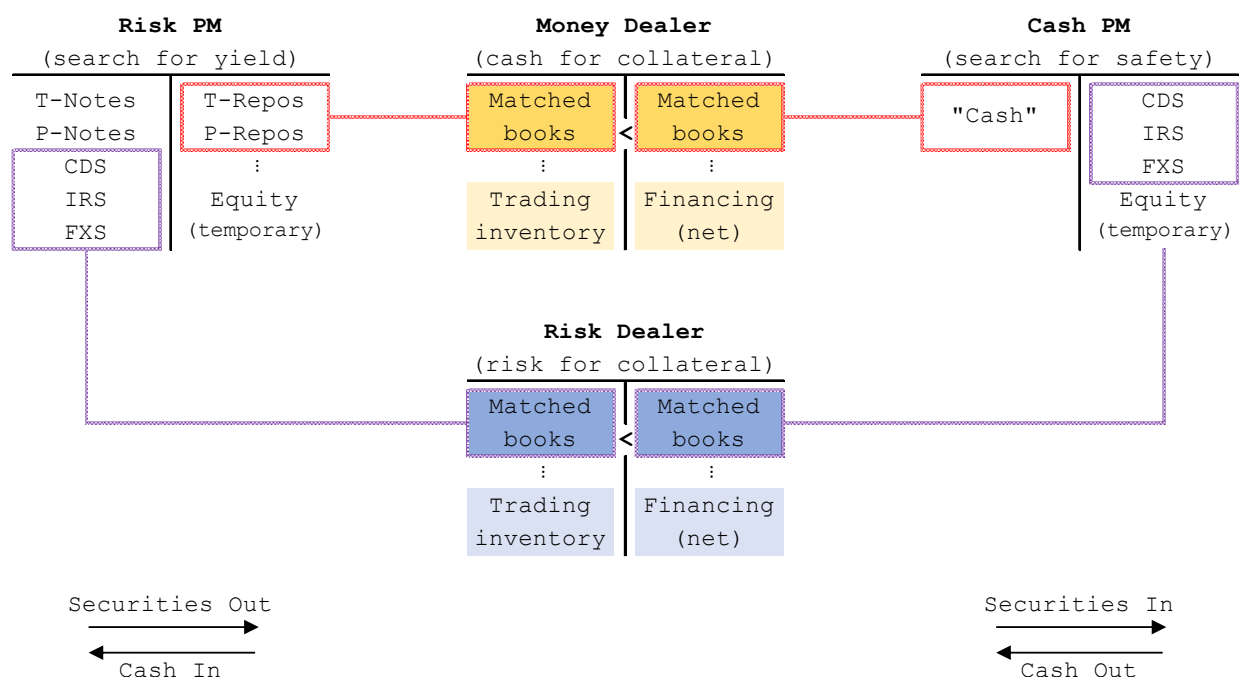 Risk PM
(search for yield)
T-Notes
P-Notes
CDS
IRS
FXS
T-Repos
P-Repos
⋮
Equity
(temporary)
Money Dealer
(cash for collateral)
Matched
books
<
Matched
books
⋮
Trading
inventory
⋮
Financing
(net)
Cash PM
(search for safety)
"Cash"
CDS
IRS
FXS
Equity
(temporary)
Risk Dealer
(risk for collateral)
Matched
books
<
Matched
books
⋮
Trading
inventory
⋮
Financing
(net)
Securities Out
Cash In
Securities In
Cash Out